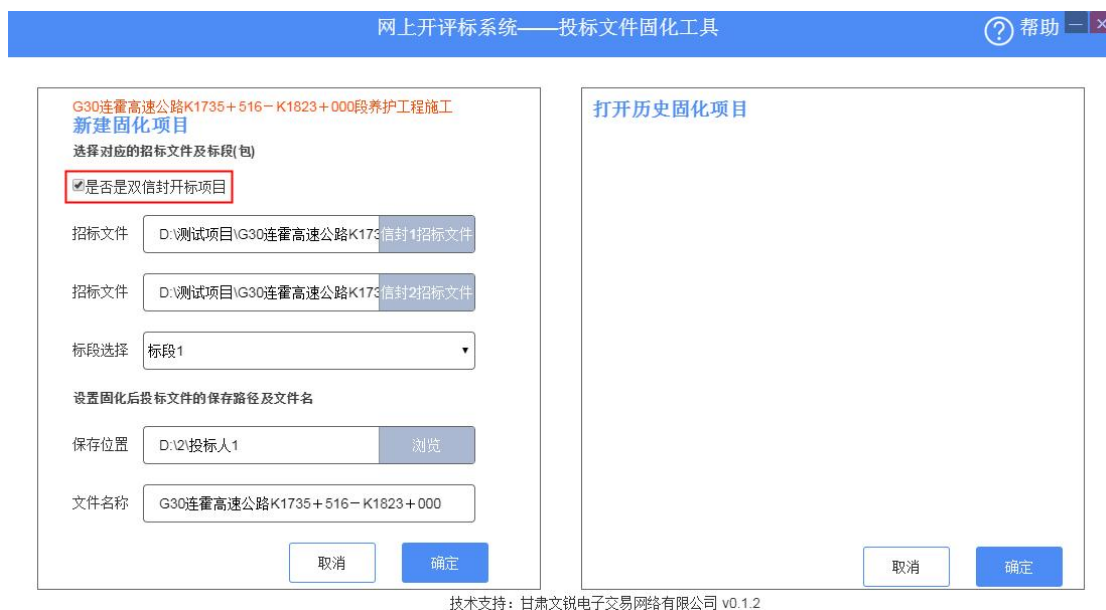 网上开评标系统——投标文件固化工具
帮助
G30连霍高速公路K1735+516－K1823+000段养护工程施工
新建固化项目
选择对应的招标文件及标段(包)
是否是双信封开标项目
招标文件 D:\测试项目\G30连霍高速公路K173 信封1招标文件
招标文件 D:\测试项目\G30连霍高速公路K173 信封2招标文件
标段选择 标段1
设置固化后投标文件的保存路径及文件名
保存位置 D:\2\投标人1 浏览
文件名称 G30连霍高速公路K1735+516－K1823+000
取消 确定
打开历史固化项目
取消 确定
技术支持：甘肃文锐电子交易网络有限公司 v0.1.2